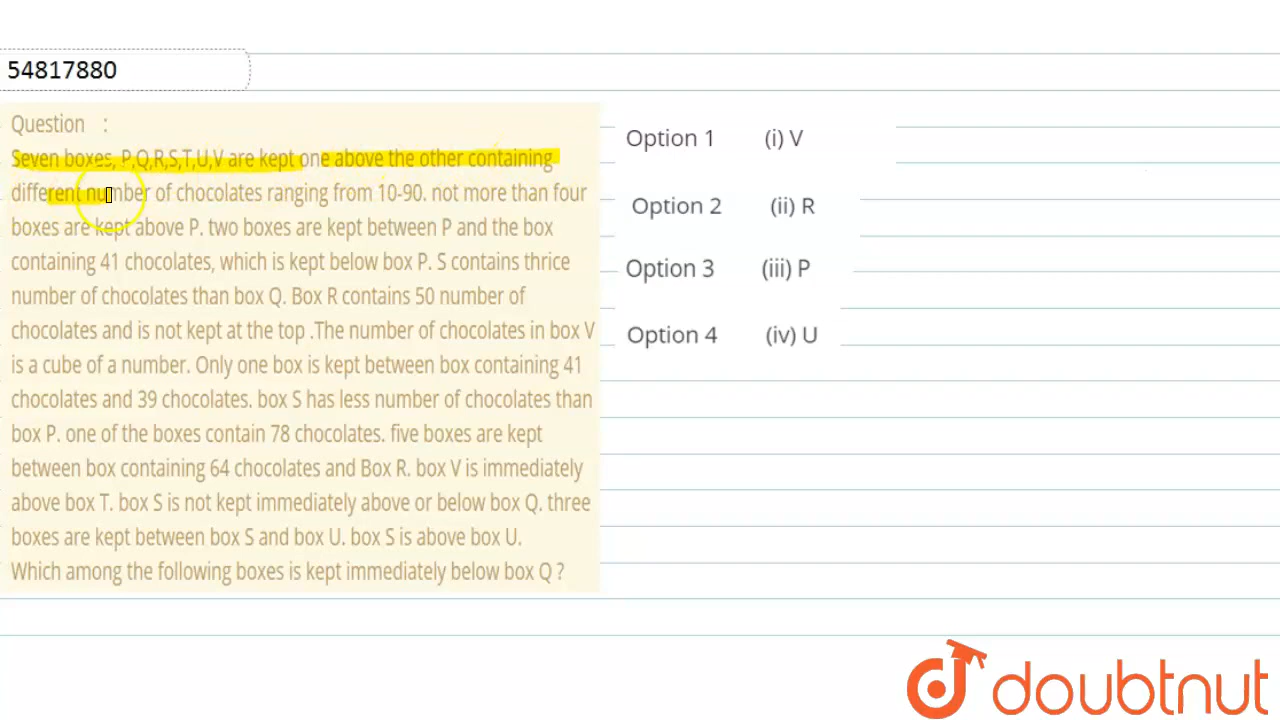 54817880
Question :
Seven boxes, P,Q,R,S,T,U,V are kept one above the other containing
different number of chocolates ranging from 10-90. not more than four
boxes are kept above P. two boxes are kept between P and the box
containing 41 chocolates, which is kept below box P. S contains thrice
number of chocolates than box Q. Box R contains 50 number of
chocolates and is not kept at the top .The number of chocolates in box V
is a cube of a number. Only one box is kept between box containing 41
chocolates and 39 chocolates. box S has less number of chocolates than
box P. one of the boxes contain 78 chocolates. five boxes are kept
between box containing 64 chocolates and Box R. box V is immediately
above box T. box S is not kept immediately above or below box Q. three
boxes are kept between box S and box U. box S is above box U.
Which among the following boxes is kept immediately below box Q ?
Option 1 (i) V
Option 2 (ii) R
Option 3 (iii) P
Option 4 (iv) U
doubtnut